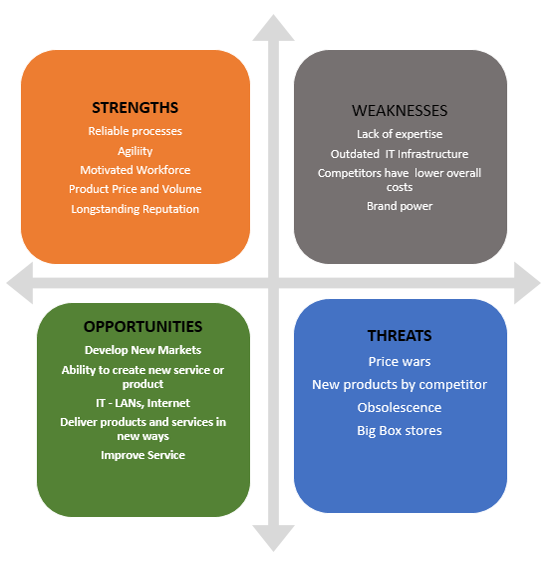 STRENGTHS
Reliable processes
Agiliity
Motivated Workforce
Product Price and Volume
Longstanding Reputation
WEAKNESSES
Lack of expertise
Outdated IT Infrastructure
Competitors have lower overall
costs
Brand power
OPPORTUNITIES
Develop New Markets
Ability to create new service or
product
IT - LANs, Internet
Deliver products and services in
new ways
Improve Service
THREATS
Price wars
New products by competitor
Obsolescence
Big Box stores